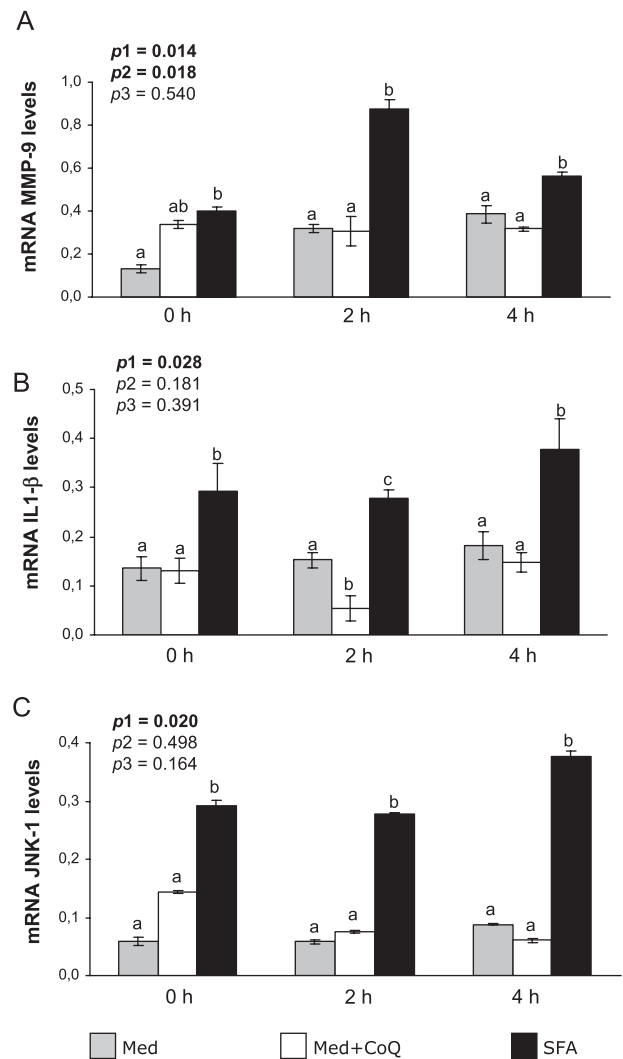 A
p1 = 0.014
p2 = 0.018
p3 = 0.540
mRNA MMP-9 levels
1,0
0,8
0,6
0,4
0,2
0,0
a
ab
b
a
a
b
a
a
b
0 h
2 h
4 h
B
p1 = 0.028
p2 = 0.181
p3 = 0.391
mRNA IL1-β levels
0,5
0,4
0,3
0,2
0,1
0,0
a
a
b
a
b
c
a
a
b
0 h
2 h
4 h
C
p1 = 0.020
p2 = 0.498
p3 = 0.164
mRNA JNK-1 levels
0,4
0,3
0,2
0,1
0,0
a
a
b
a
a
b
a
a
b
0 h
2 h
4 h
Med
Med+CoQ
SFA